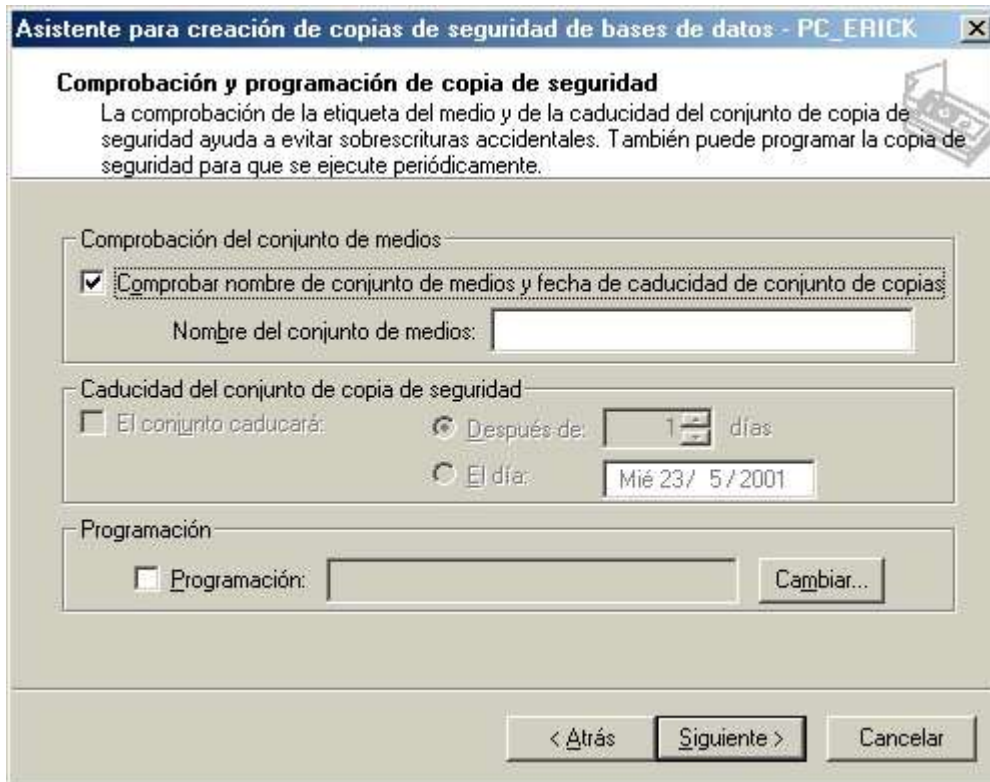 Asistente para creación de copias de seguridad de bases de datos - PC_ERICK
Comprobación y programación de copia de seguridad
La comprobación de la etiqueta del medio y de la caducidad del conjunto de copia de
seguridad ayuda a evitar sobrescrituras accidentales. También puede programar la copia de
seguridad para que se ejecute periódicamente.
Comprobación del conjunto de medios
Comprobar nombre de conjunto de medios y fecha de caducidad de conjunto de copias
Nombre del conjunto de medios:
Caducidad del conjunto de copia de seguridad
El conjunto caducará: Después de: 1 días
El día: Mié 23/ 5/2001
Programación
Programación: Cambiar...
< Atrás Siguiente > Cancelar